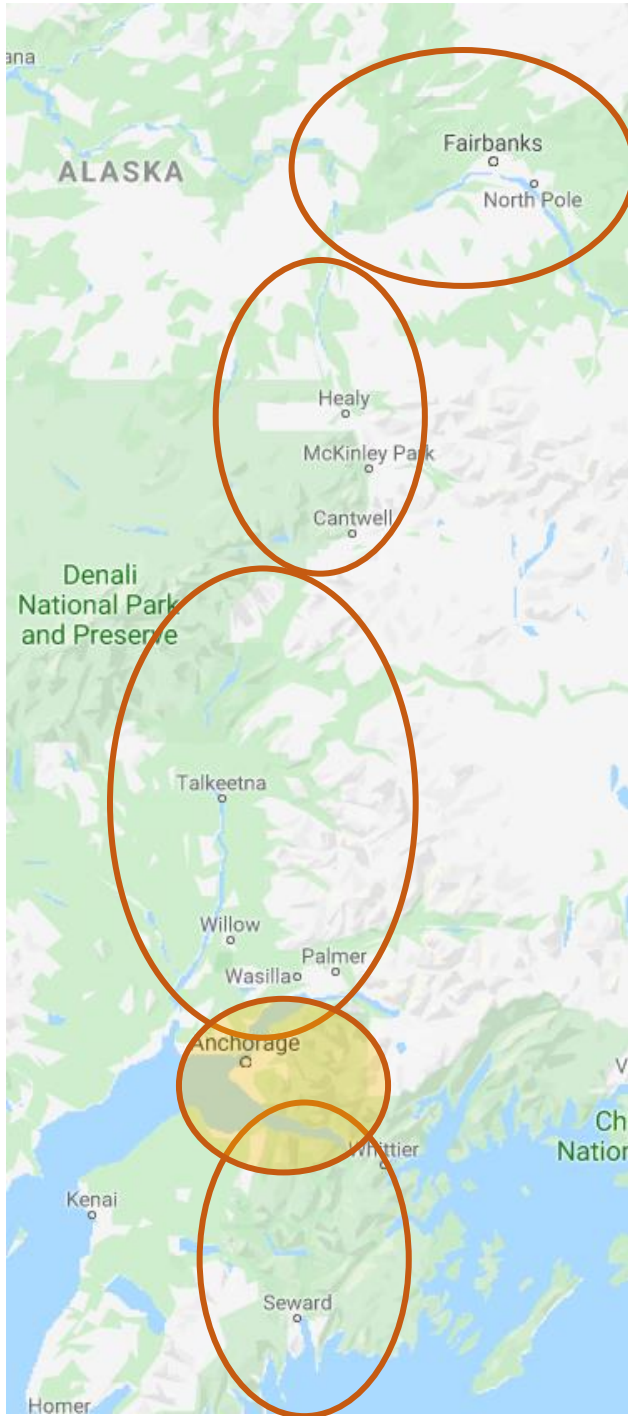 ana
Fairbanks
ALASKA
North Pole
Healy
McKinley Park
Cantwell
Denali
National Park
and Preserve
Talkeetna
Willow
Palmer
Wasilla
Anchorage
V
Ch
Nation
Whittier
Kenai
Seward
Homer